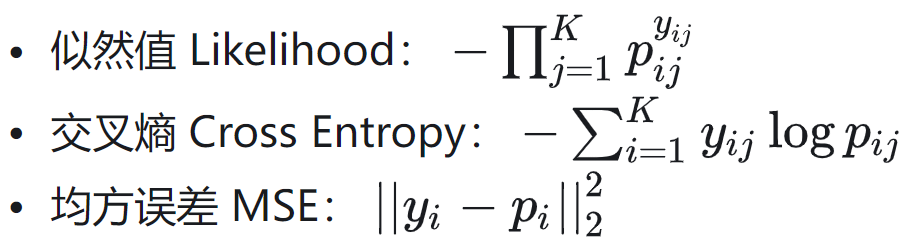 • 似然值 Likelihood： $-\prod_{j=1}^{K} p_{ij}^{y_{ij}}$
• 交叉熵 Cross Entropy： $-\sum_{i=1}^{K} y_{ij} \log p_{ij}$
• 均方误差 MSE： $||y_i - p_i||_2^2$